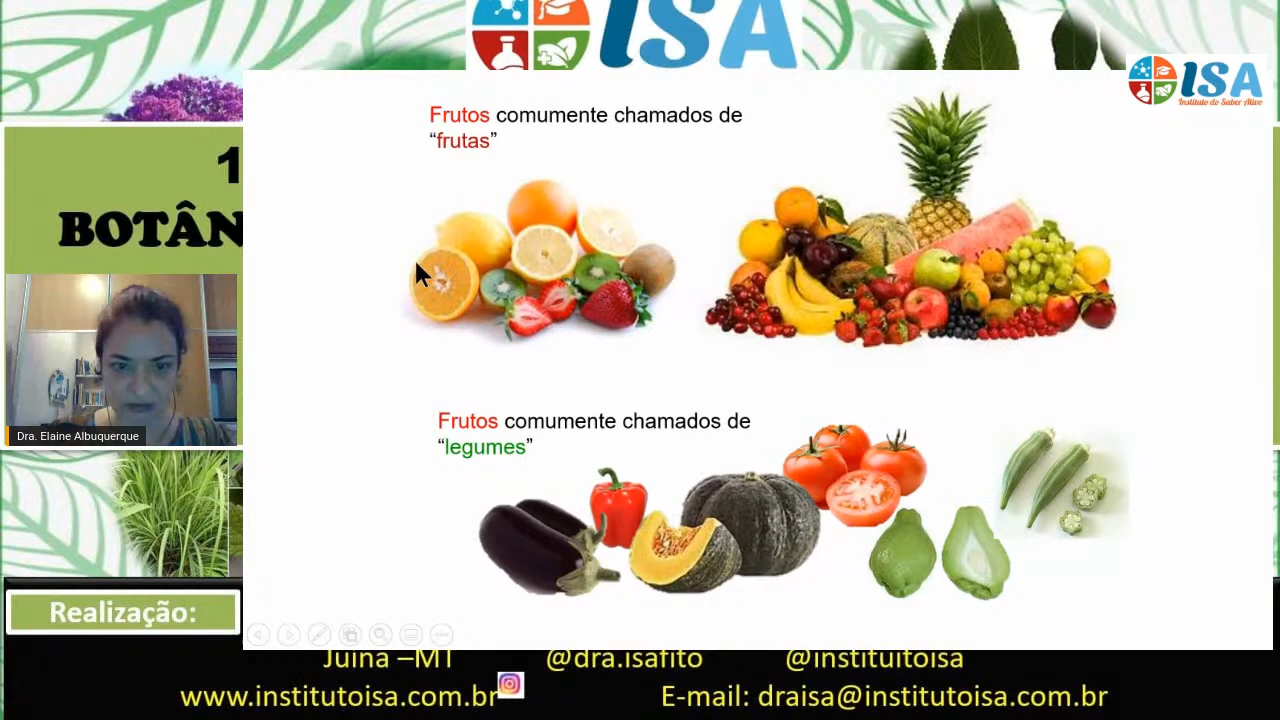 ISA
ISA
Instituto do Saber Ativo
Frutos comumente chamados de
“frutas”
1
BOTÂN
Dra. Elaine Albuquerque
Frutos comumente chamados de
“legumes”
Realização:
Juína –MT @dra.isafito @instituitoisa
www.institutoisa.com.br E-mail: draisa@institutoisa.com.br